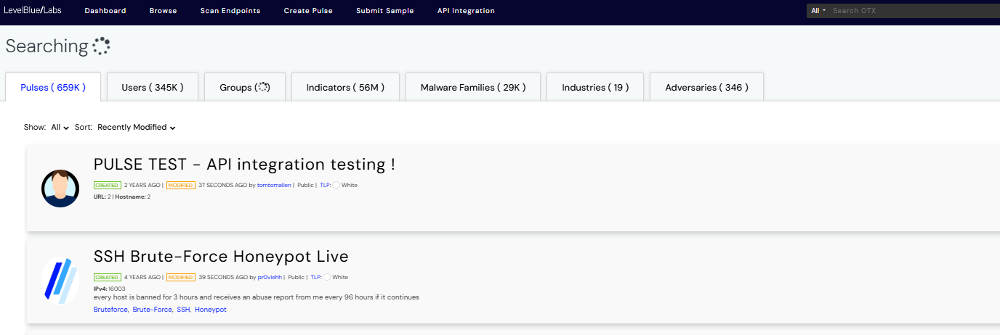 LevelBlue/Labs Dashboard Browse Scan Endpoints Create Pulse Submit Sample API Integration All Search OTX
Searching
Pulses ( 659K ) Users ( 345K ) Groups ( ) Indicators ( 56M ) Malware Families ( 29K ) Industries ( 19 ) Adversaries ( 346 )
Show: All Sort: Recently Modified
PULSE TEST - API integration testing !
CREATED 2 YEARS AGO | MODIFIED 37 SECONDS AGO by tomtomalien | Public | TLP: White
URL: 2 | Hostname: 2
SSH Brute-Force Honeypot Live
CREATED 4 YEARS AGO | MODIFIED 39 SECONDS AGO by pr0viehh | Public | TLP: White
IPv4: 16003
every host is banned for 3 hours and receives an abuse report from me every 96 hours if it continues
Bruteforce, Brute-Force, SSH, Honeypot